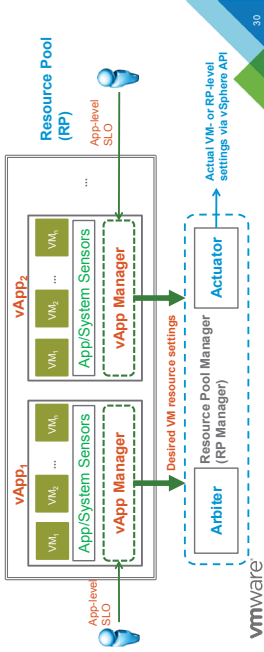 Resource Pool
(RP)
vApp1
VM1
VM2
...
VMn
App/System Sensors
vApp Manager
vApp2
VM1
VM2
...
VMn
App/System Sensors
vApp Manager
...
App-level
SLO
App-level
SLO
Desired VM resource settings
Arbiter
Resource Pool Manager
(RP Manager)
Actuator
Actual VM- or RP-level
settings via vSphere API
vmware®
30